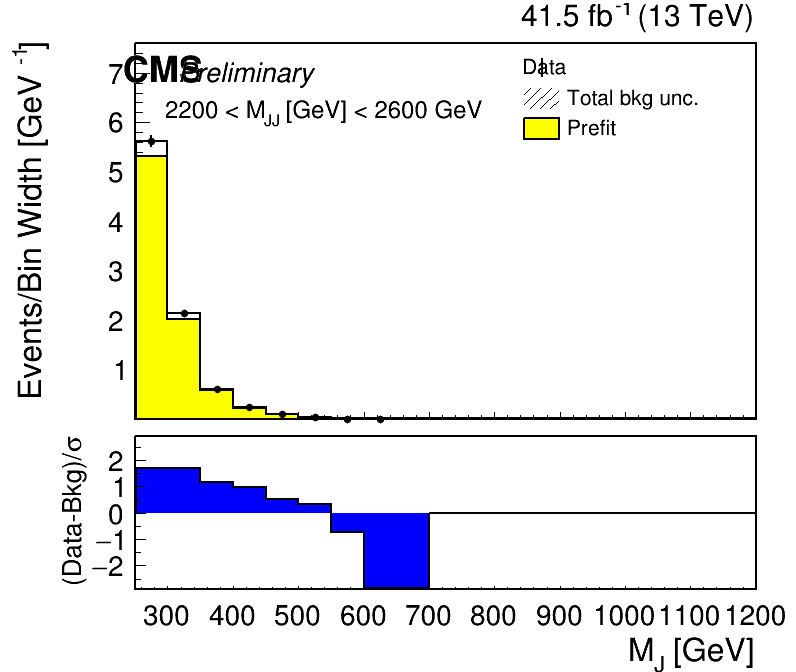 41.5 fb⁻¹ (13 TeV)
CMS Preliminary
2200 < M_JJ [GeV] < 2600 GeV
Data
Total bkg unc.
Prefit
Events/Bin Width [GeV⁻¹]
7
6
5
4
3
2
1
(Data-Bkg)/σ
2
1
0
−1
−2
300 400 500 600 700 800 900 1000 1100 1200
M_J [GeV]